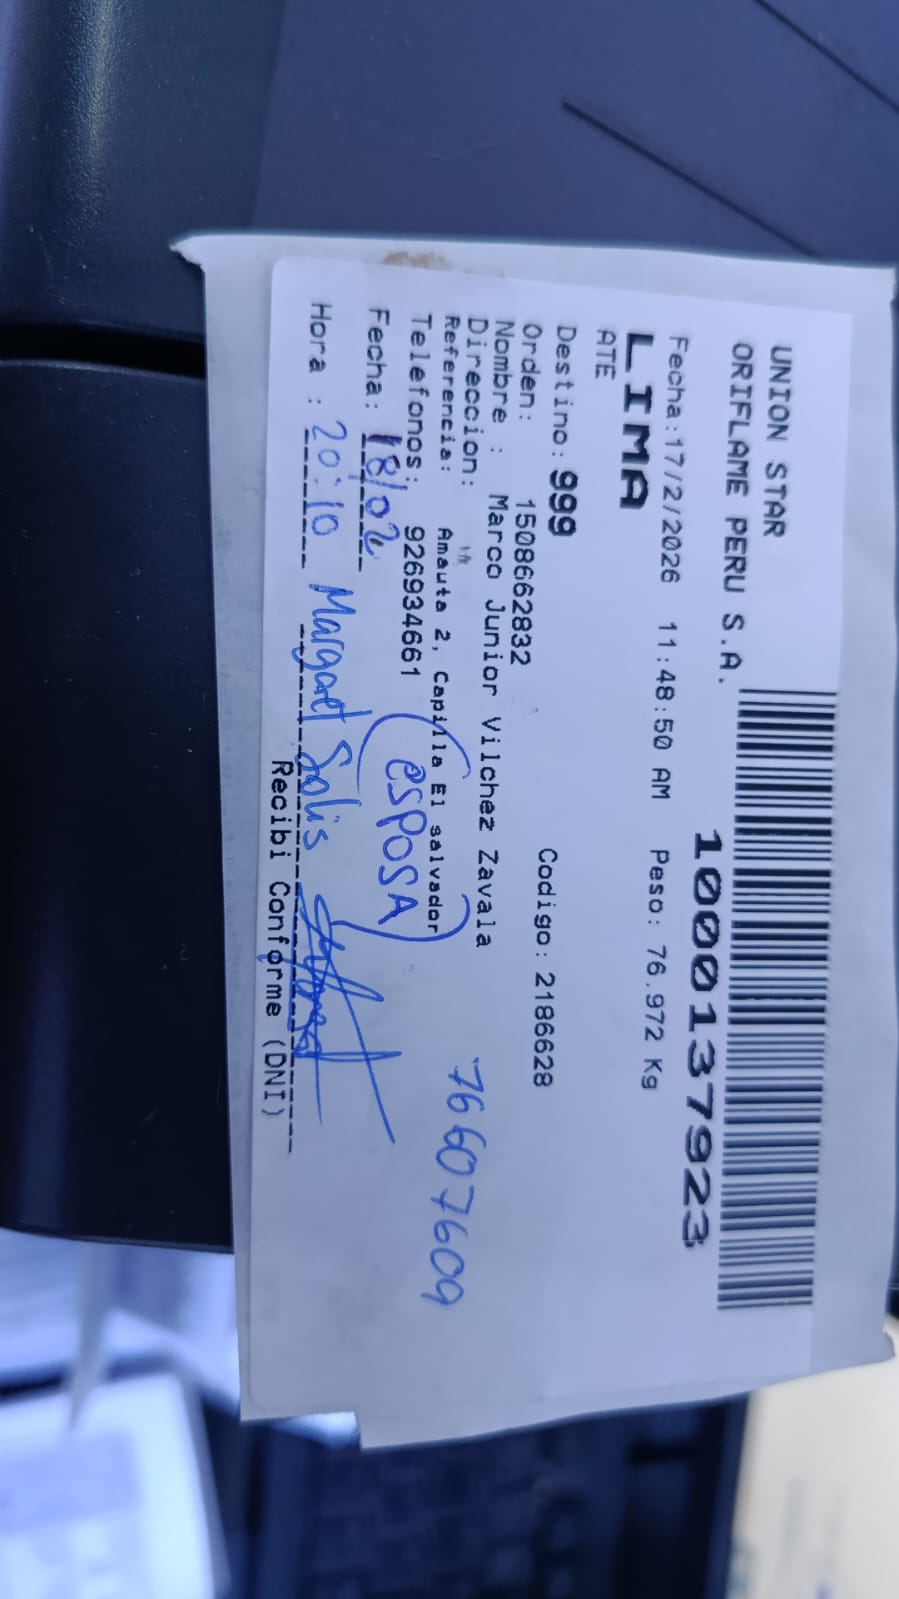 UNION STAR
ORIFLAME PERU S.A.
1000137923
Fecha:17/2/2026 11:48:50 AM Peso: 76.972 Kg
LIMA
ATE
Destino: 999
Orden: 1508662832 Codigo: 2186628
Nombre : Marco Junior Vilchez Zavala
Direccion:
Referencia: Amauta 2, Capilla El salvador
Telefonos: 926934661 esposa 76607609
Fecha: 18/02
Hora : 20:10 Margaret Solis
Recibi Conforme (DNI)